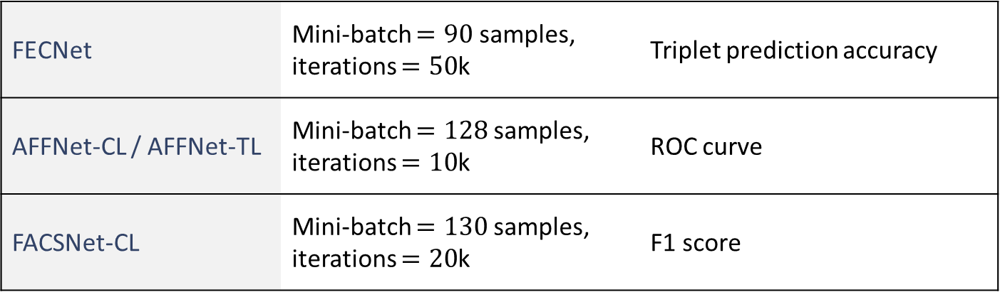 FECNet
Mini-batch = 90 samples,
iterations = 50k
Triplet prediction accuracy
AFFNet-CL / AFFNet-TL
Mini-batch = 128 samples,
iterations = 10k
ROC curve
FACSNet-CL
Mini-batch = 130 samples,
iterations = 20k
F1 score